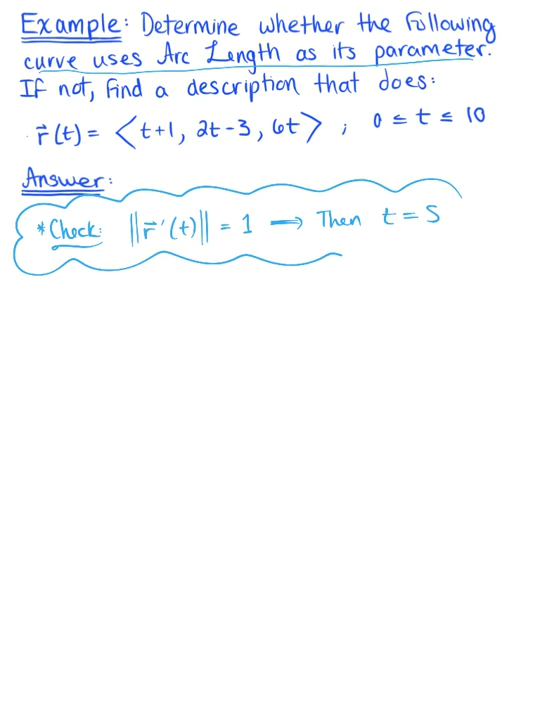 Example: Determine whether the following
curve uses Arc Length as its parameter.
If not, find a description that does:
r⃗(t) = ⟨t+1, 2t-3, 6t⟩ ; 0 ≤ t ≤ 10
Answer:
*Check: ||r⃗'(t)|| = 1 ⟶ Then t = S